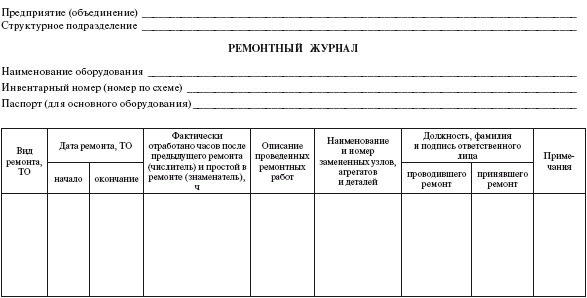 Предприятие (объединение)
Структурное подразделение
РЕМОНТНЫЙ ЖУРНАЛ
Наименование оборудования
Инвентарный номер (номер по схеме)
Паспорт (для основного оборудования)
Вид
ремонта,
ТО
Дата ремонта, ТО
начало
окончание
Фактически
отработано часов после
предыдущего ремонта
(числитель) и простой в
ремонте (знаменатель),
ч
Описание
проведенных
ремонтных
работ
Наименование
и номер
замененных узлов,
агрегатов
и деталей
Должность, фамилия
и подпись ответственного
лица
проводившего
ремонт
принявшего
ремонт
Приме-
чания